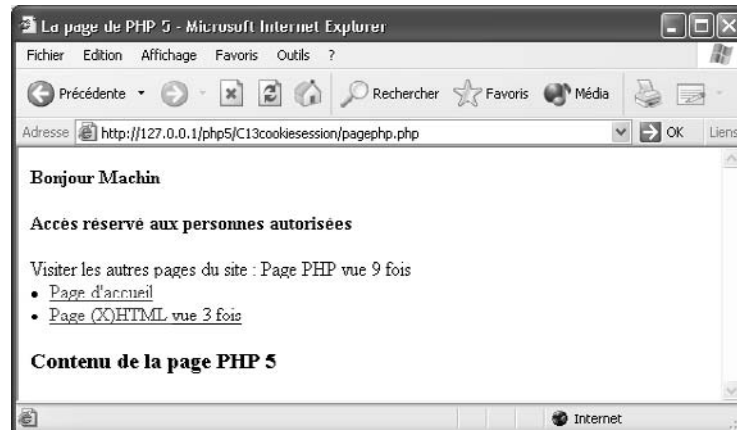 La page de PHP 5 - Microsoft Internet Explorer
Fichier Edition Affichage Favoris Outils ?
Précédente Rechercher Favoris Média
Adresse http://127.0.0.1/php5/C13cookiesession/pagephp.php OK Liens
Bonjour Machin
Accès réservé aux personnes autorisées
Visiter les autres pages du site : Page PHP vue 9 fois
• Page d'accueil
• Page (X)HTML vue 3 fois
Contenu de la page PHP 5
Internet